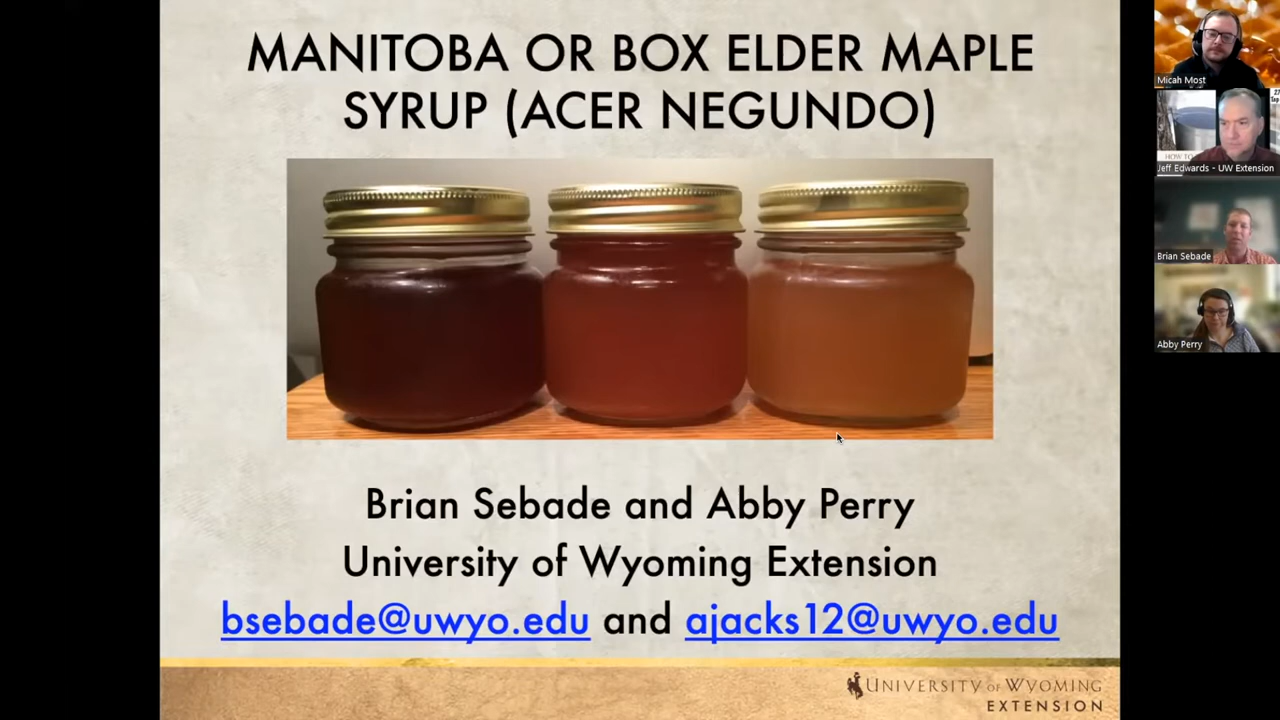 MANITOBA OR BOX ELDER MAPLE
SYRUP (ACER NEGUNDO)
Brian Sebade and Abby Perry
University of Wyoming Extension
bsebade@uwyo.edu and ajacks12@uwyo.edu
UNIVERSITY OF WYOMING
EXTENSION
Micah Most
HOW TO
Jeff Edwards - UW Extension
Brian Sebade
Abby Perry